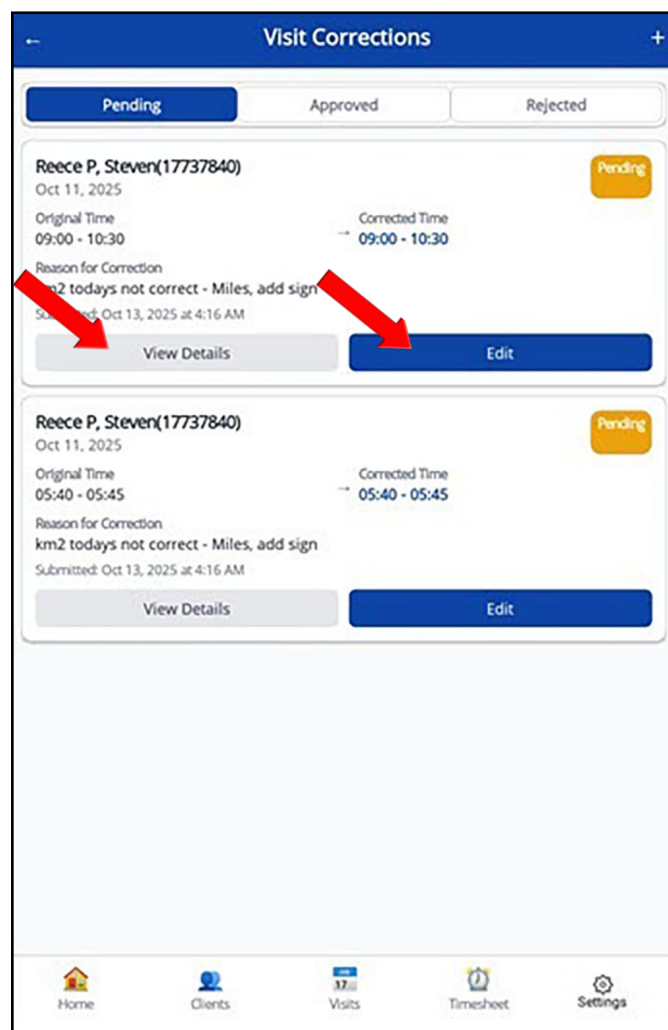 ← Visit Corrections +
Pending Approved Rejected
Reece P, Steven(17737840) Pending
Oct 11, 2025
Original Time Corrected Time
09:00 - 10:30 → 09:00 - 10:30
Reason for Correction
km2 todays not correct - Miles, add sign
Oct 13, 2025 at 4:16 AM
View Details Edit
Reece P, Steven(17737840) Pending
Oct 11, 2025
Original Time Corrected Time
05:40 - 05:45 → 05:40 - 05:45
Reason for Correction
km2 todays not correct - Miles, add sign
Submitted: Oct 13, 2025 at 4:16 AM
View Details Edit
17
Home Clients Visits Timesheet Settings